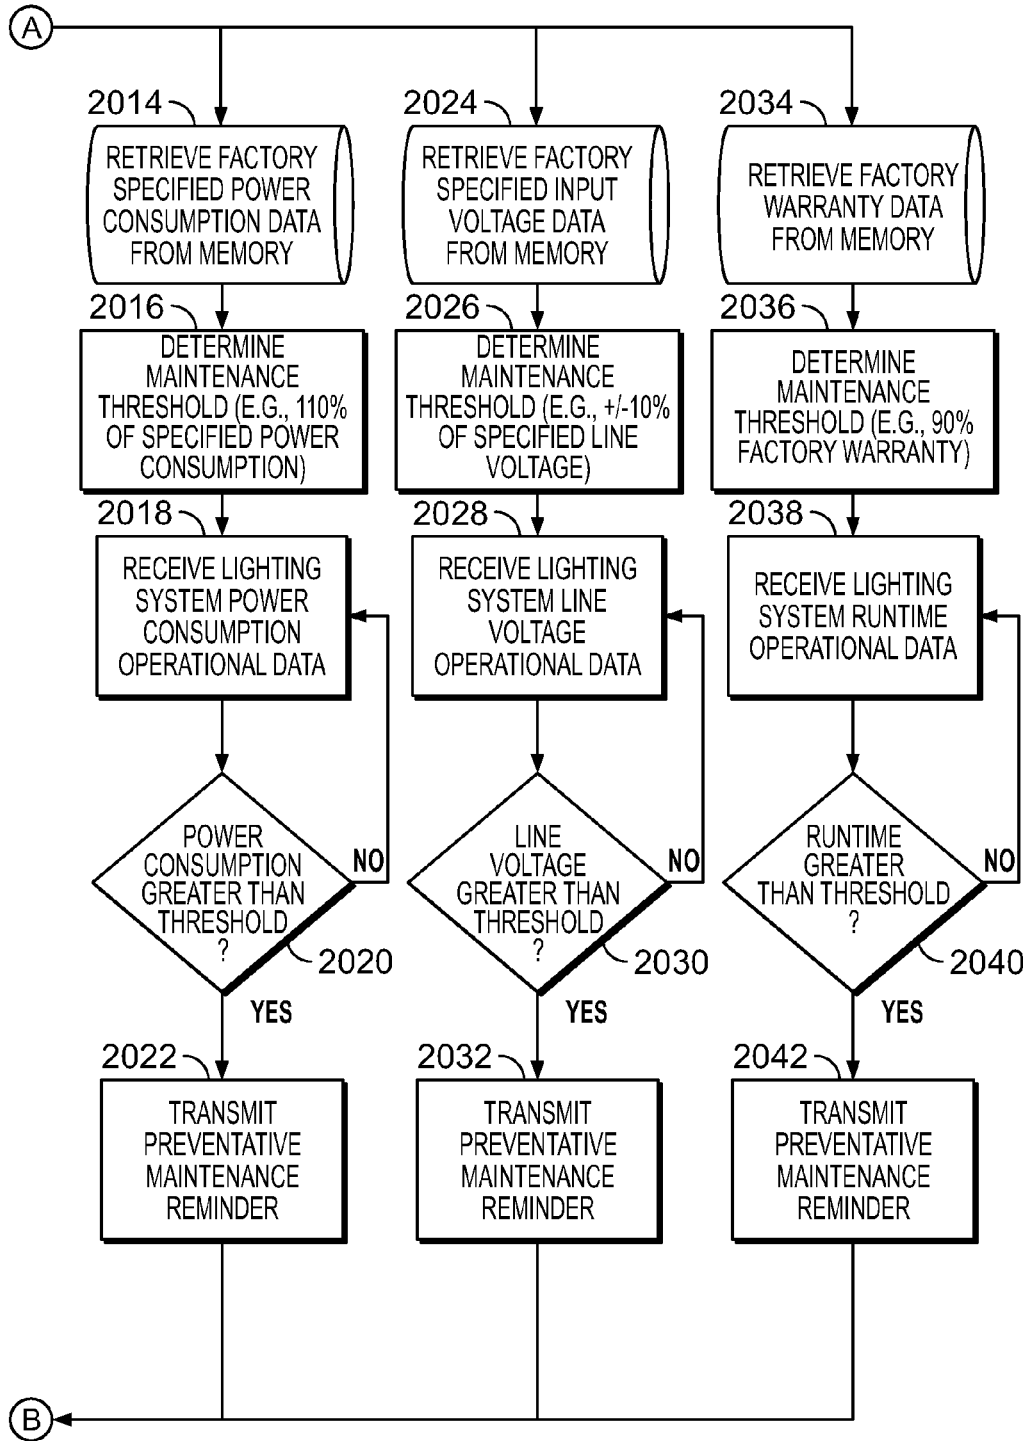 A
2014
RETRIEVE FACTORY
SPECIFIED POWER
CONSUMPTION DATA
FROM MEMORY
2016
DETERMINE
MAINTENANCE
THRESHOLD (E.G., 110%
OF SPECIFIED POWER
CONSUMPTION)
2018
RECEIVE LIGHTING
SYSTEM POWER
CONSUMPTION
OPERATIONAL DATA
POWER
CONSUMPTION
GREATER THAN
THRESHOLD
?
NO
2020
YES
2022
TRANSMIT
PREVENTATIVE
MAINTENANCE
REMINDER
2024
RETRIEVE FACTORY
SPECIFIED INPUT
VOLTAGE DATA
FROM MEMORY
2026
DETERMINE
MAINTENANCE
THRESHOLD (E.G., +/-10%
OF SPECIFIED LINE
VOLTAGE)
2028
RECEIVE LIGHTING
SYSTEM LINE
VOLTAGE
OPERATIONAL DATA
LINE
VOLTAGE
GREATER THAN
THRESHOLD
?
NO
2030
YES
2032
TRANSMIT
PREVENTATIVE
MAINTENANCE
REMINDER
2034
RETRIEVE FACTORY
WARRANTY DATA
FROM MEMORY
2036
DETERMINE
MAINTENANCE
THRESHOLD (E.G., 90%
FACTORY WARRANTY)
2038
RECEIVE LIGHTING
SYSTEM RUNTIME
OPERATIONAL DATA
RUNTIME
GREATER
THAN THRESHOLD
?
NO
2040
YES
2042
TRANSMIT
PREVENTATIVE
MAINTENANCE
REMINDER
B